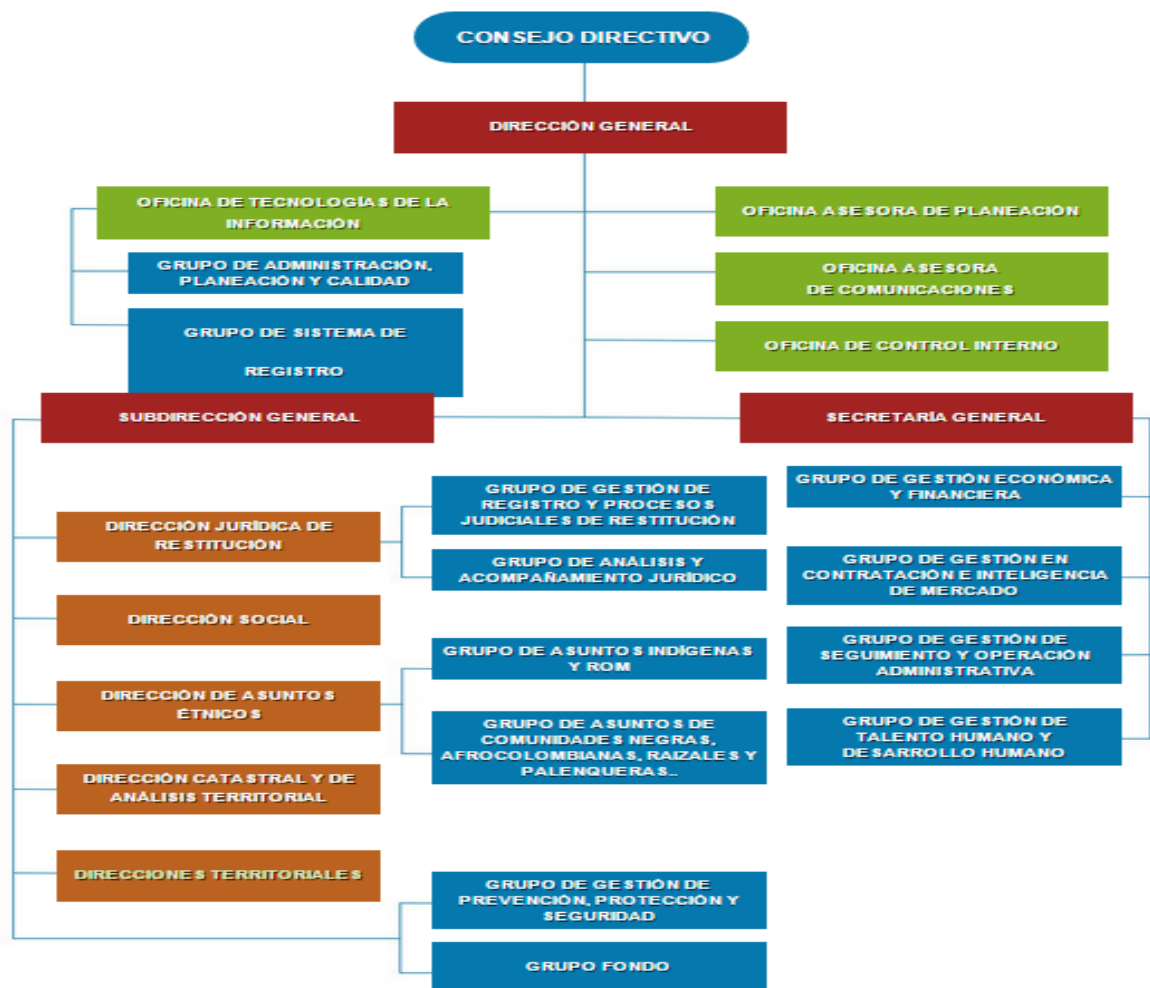 CONSEJO DIRECTIVO
DIRECCIÓN GENERAL
OFICINA DE TECNOLOGÍAS DE LA
INFORMACIÓN
GRUPO DE ADMINISTRACIÓN,
PLANEACIÓN Y CALIDAD
GRUPO DE SISTEMA DE
REGISTRO
OFICINA ASESORA DE PLANEACIÓN
OFICINA ASESORA
DE COMUNICACIONES
OFICINA DE CONTROL INTERNO
SUBDIRECCIÓN GENERAL
SECRETARÍA GENERAL
DIRECCIÓN JURÍDICA DE
RESTITUCIÓN
DIRECCIÓN SOCIAL
DIRECCIÓN DE ASUNTOS
ÉTNICOS
DIRECCIÓN CATASTRAL Y DE
ANÁLISIS TERRITORIAL
DIRECCIONES TERRITORIALES
GRUPO DE GESTIÓN DE
REGISTRO Y PROCESOS
JUDICIALES DE RESTITUCIÓN
GRUPO DE ANÁLISIS Y
ACOMPAÑAMIENTO JURÍDICO
GRUPO DE ASUNTOS INDÍGENAS
Y ROM
GRUPO DE ASUNTOS DE
COMUNIDADES NEGRAS,
AFROCOLOMBIANAS, RAIZALES Y
PALENQUERAS..
GRUPO DE GESTIÓN DE
PREVENCIÓN, PROTECCIÓN Y
SEGURIDAD
GRUPO FONDO
GRUPO DE GESTIÓN ECONÓMICA
Y FINANCIERA
GRUPO DE GESTIÓN EN
CONTRATACIÓN E INTELIGENCIA
DE MERCADO
GRUPO DE GESTIÓN DE
SEGUIMIENTO Y OPERACIÓN
ADMINISTRATIVA
GRUPO DE GESTIÓN DE
TALENTO HUMANO Y
DESARROLLO HUMANO